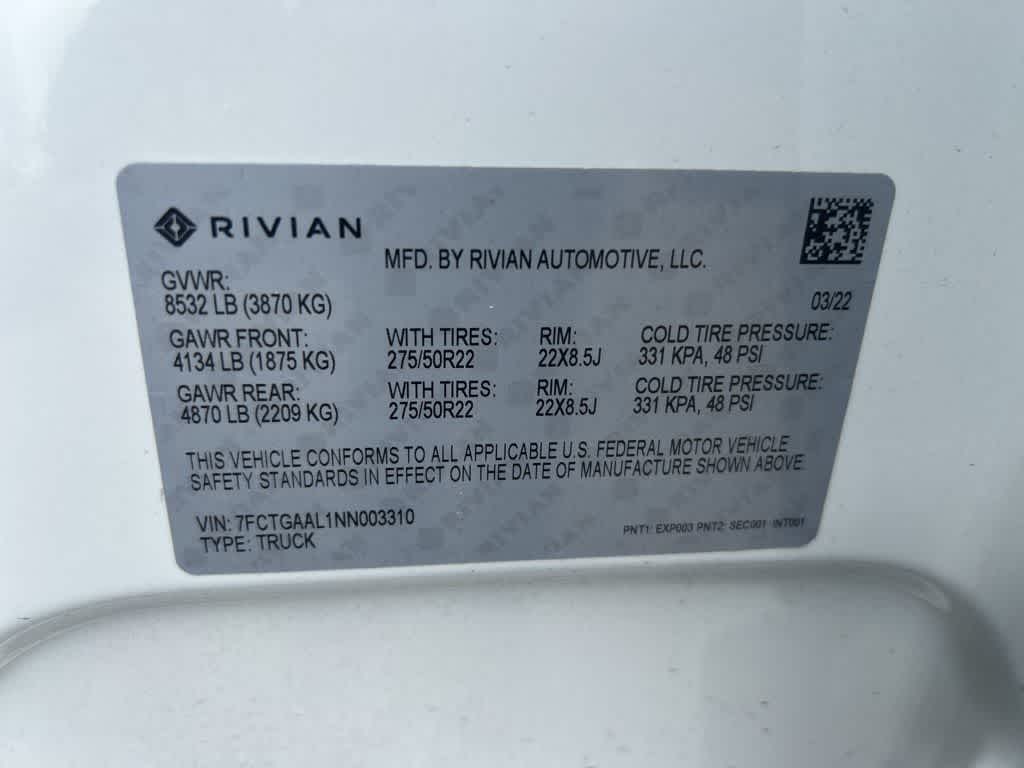 RIVIAN
MFD. BY RIVIAN AUTOMOTIVE, LLC.
GVWR:
8532 LB (3870 KG) 03/22
GAWR FRONT: WITH TIRES: RIM: COLD TIRE PRESSURE:
4134 LB (1875 KG) 275/50R22 22X8.5J 331 KPA, 48 PSI
GAWR REAR: WITH TIRES: RIM: COLD TIRE PRESSURE:
4870 LB (2209 KG) 275/50R22 22X8.5J 331 KPA, 48 PSI
THIS VEHICLE CONFORMS TO ALL APPLICABLE U.S. FEDERAL MOTOR VEHICLE
SAFETY STANDARDS IN EFFECT ON THE DATE OF MANUFACTURE SHOWN ABOVE.
VIN: 7FCTGAAL1NN003310
TYPE: TRUCK
PNT1: EXP003 PNT2: SEC001 INT001